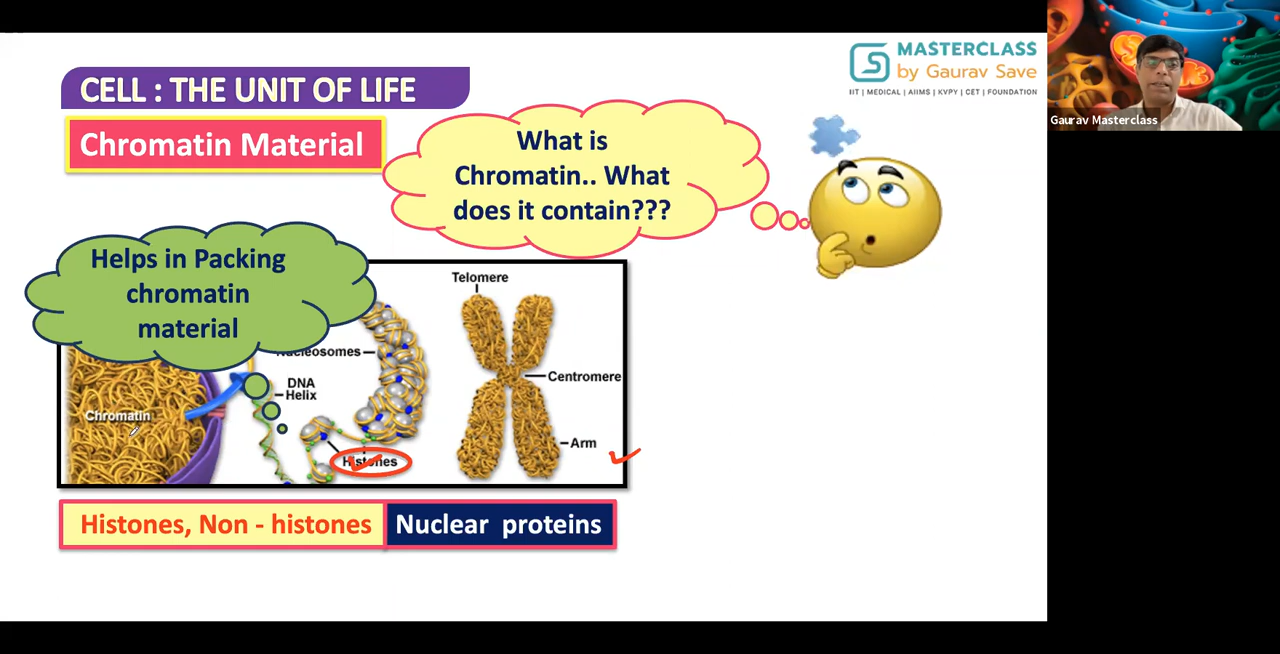 MASTERCLASS
by Gaurav Save
IIT | MEDICAL | AIIMS | KVPY | CET | FOUNDATION
Gaurav Masterclass
CELL : THE UNIT OF LIFE
Chromatin Material
What is
Chromatin.. What
does it contain???
Helps in Packing
chromatin
material
Telomere
Nucleosomes
Centromere
DNA
Helix
Chromatin
Arm
Histones
Histones, Non - histones
Nuclear proteins